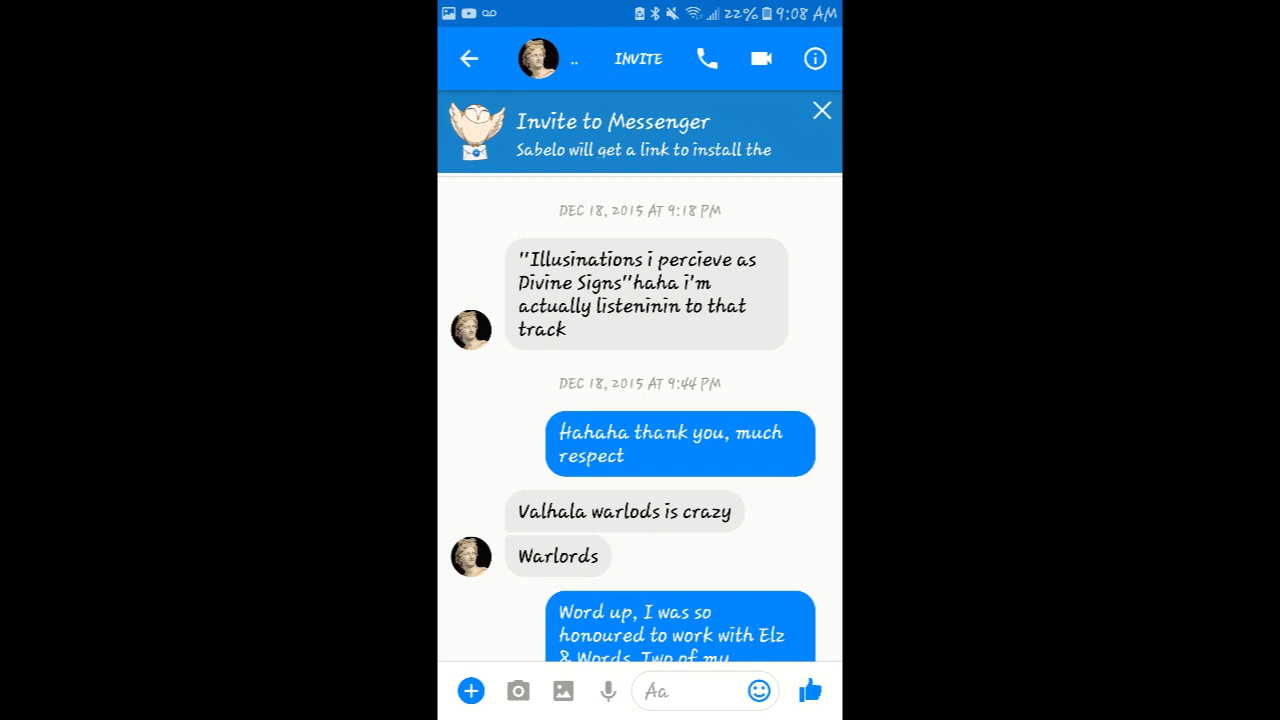 22% 9:08 AM
.. INVITE
Invite to Messenger
Sabelo will get a link to install the
DEC 18, 2015 AT 9:18 PM
"Illusinations i percieve as
Divine Signs"haha i'm
actually listeninin to that
track
DEC 18, 2015 AT 9:44 PM
Hahaha thank you, much
respect
Valhala warlods is crazy
Warlords
Word up, I was so
honoured to work with Elz
& Words. Two of my
Aa